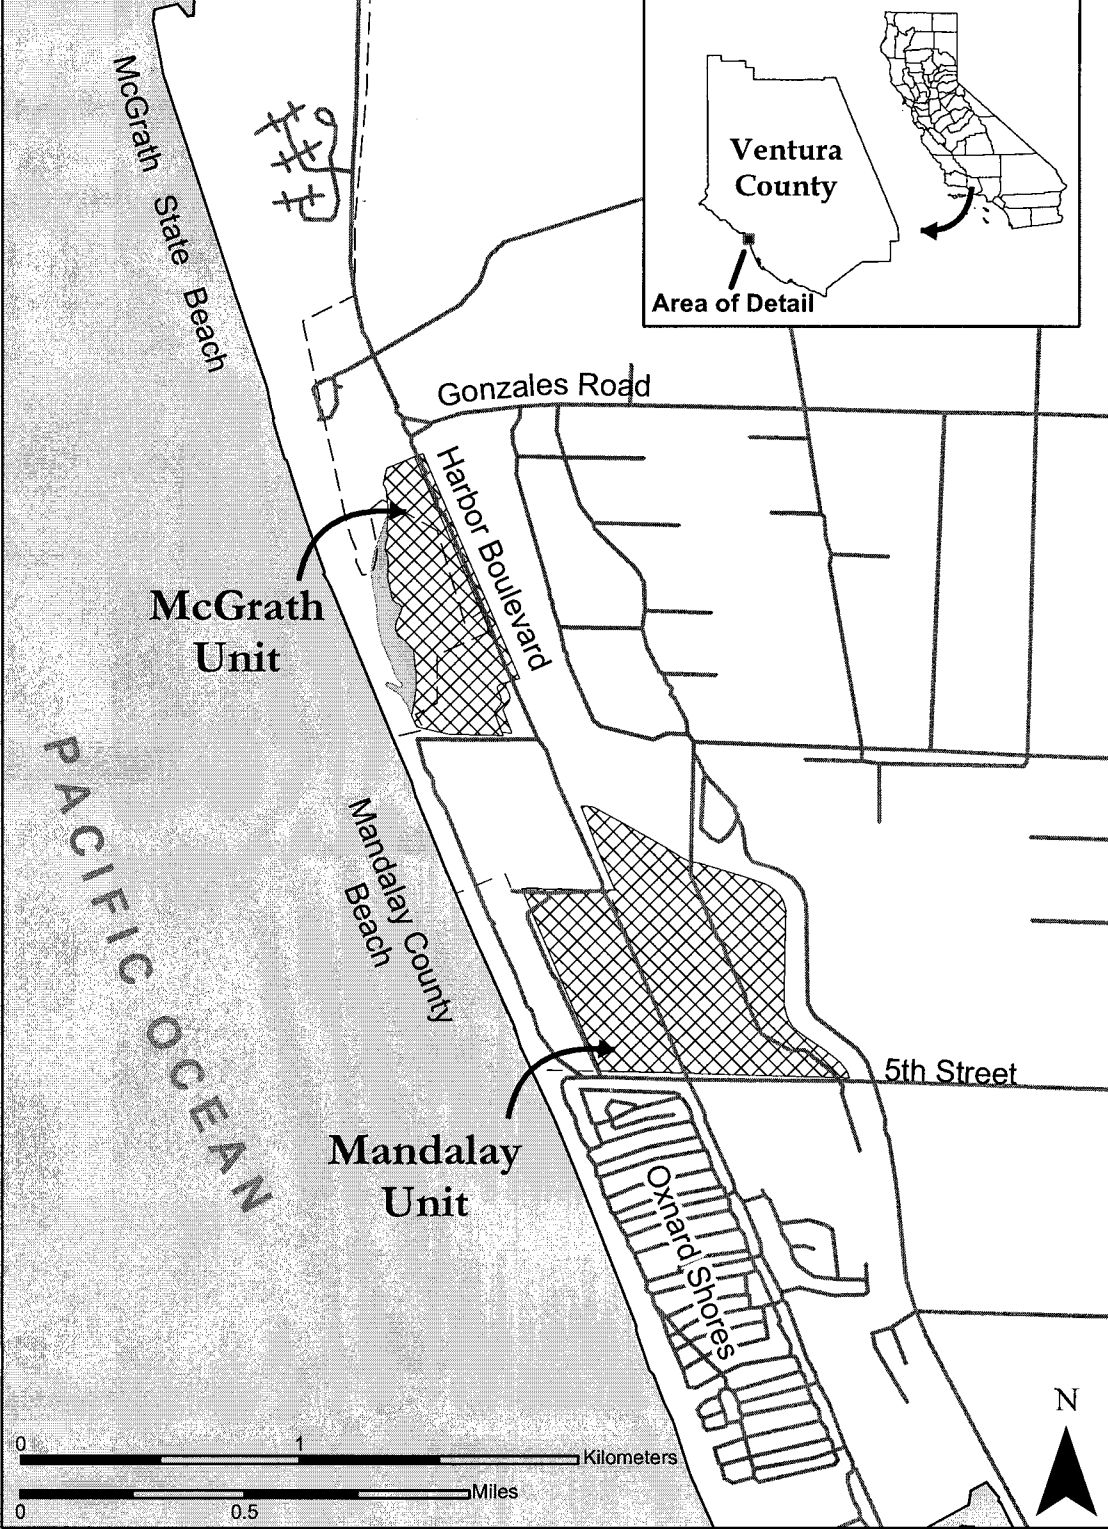 McGrath State Beach
Ventura
County
Area of Detail
Gonzales Road
Harbor Boulevard
McGrath
Unit
PACIFIC OCEAN
Mandalay County
Beach
5th Street
Mandalay
Unit
Oxnard Shores
N
0 1
Kilometers
Miles
0 0.5